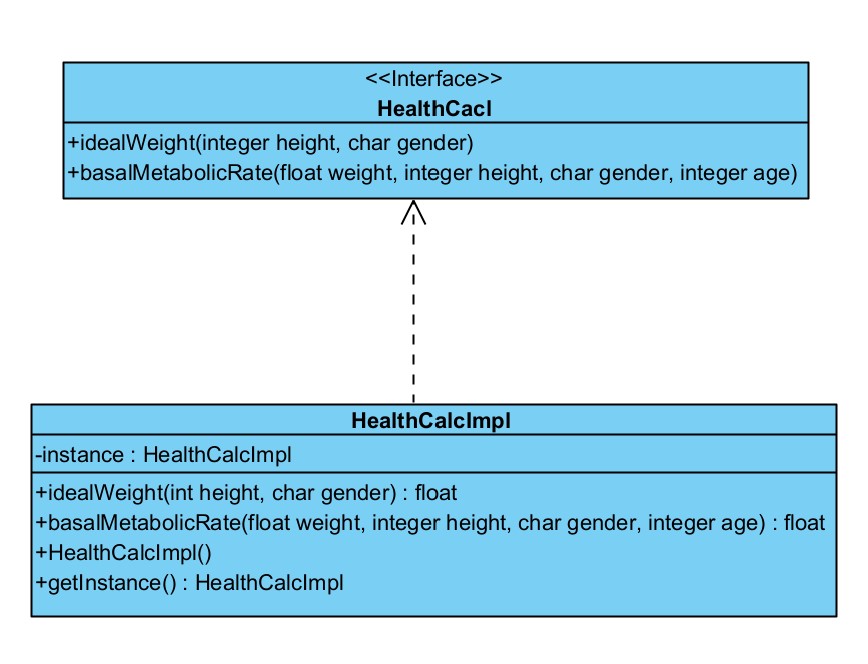 <<Interface>>
HealthCacl
+idealWeight(integer height, char gender)
+basalMetabolicRate(float weight, integer height, char gender, integer age)
HealthCalcImpl
-instance : HealthCalcImpl
+idealWeight(int height, char gender) : float
+basalMetabolicRate(float weight, integer height, char gender, integer age) : float
+HealthCalcImpl()
+getInstance() : HealthCalcImpl